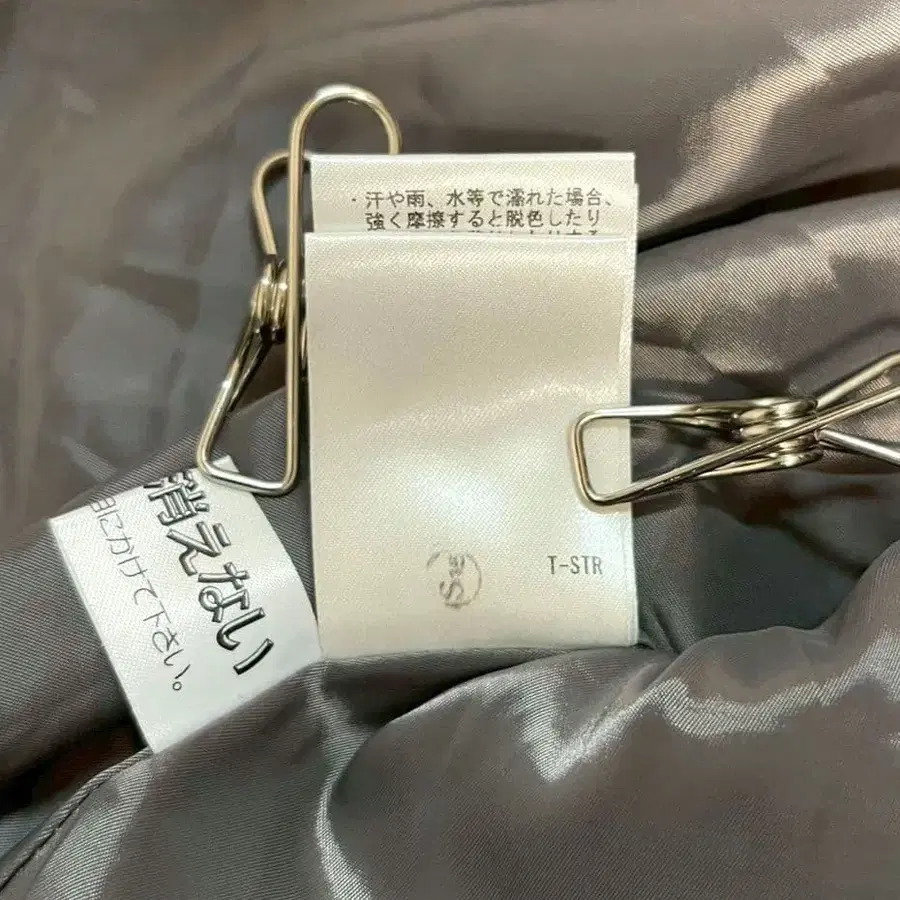 ・汗や雨、水等で濡れた場合、
強く摩擦すると脱色したり
T-STR
消えない
にかけて下さい。